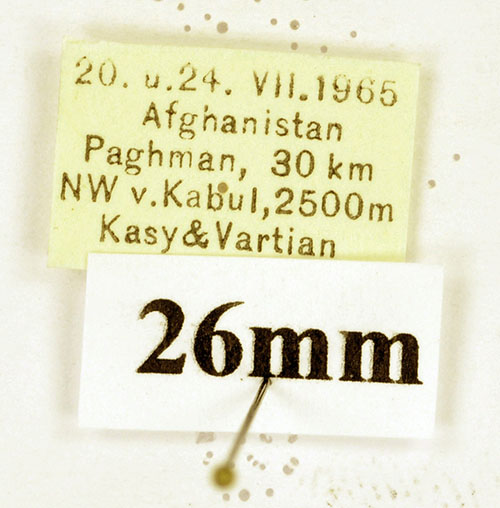 20. u.24. VII.1965
Afghanistan
Paghman, 30 km
NW v.Kabul,2500m
Kasy&Vartian
26mm